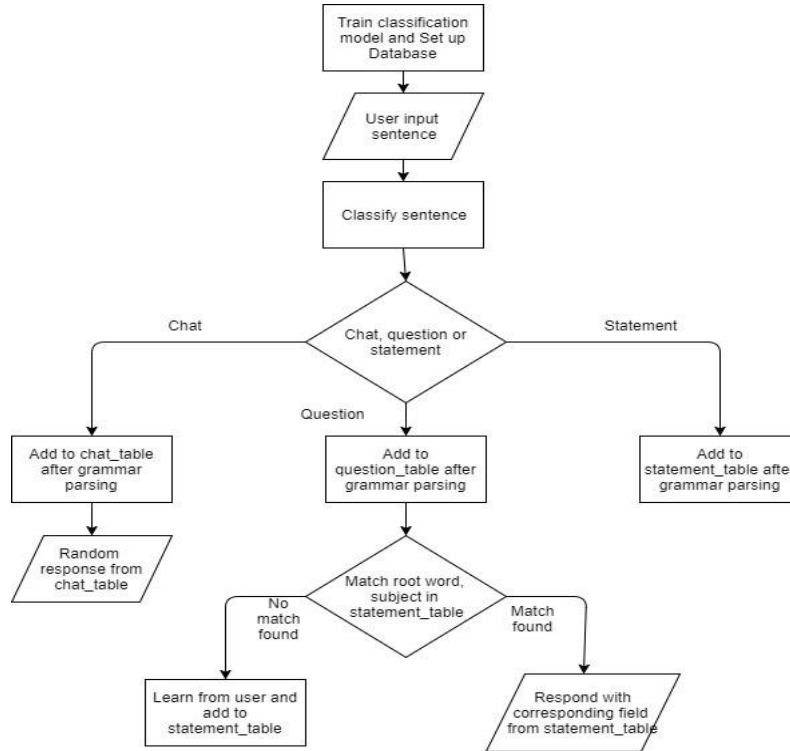 Train classification
model and Set up
Database
User input
sentence
Classify sentence
Chat, question or
statement
Chat
Statement
Question
Add to chat_table
after grammar
parsing
Add to
question_table after
grammar parsing
Add to
statement_table after
grammar parsing
Random
response from
chat_table
Match root word,
subject in
statement_table
No
match
found
Match
found
Learn from user and
add to
statement_table
Respond with
corresponding field
from statement_table